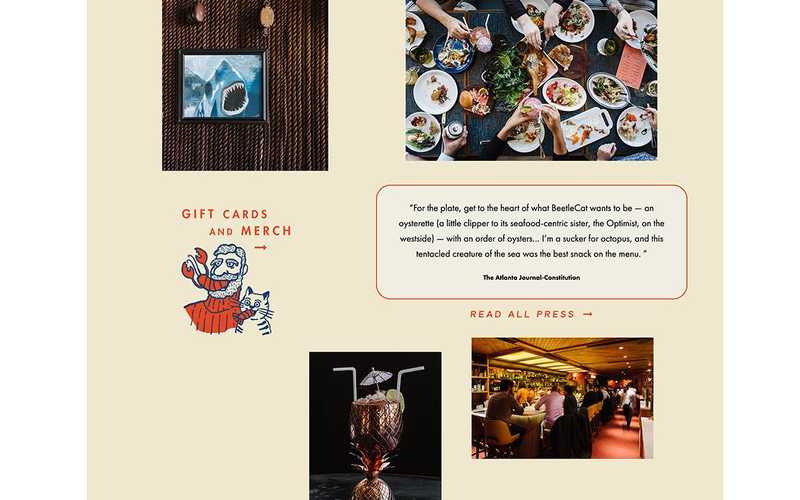 GIFT CARDS
AND MERCH
“For the plate, get to the heart of what BeetleCat wants to be — an
oysterette (a little clipper to its seafood-centric sister, the Optimist, on the
westside) — with an order of oysters... I’m a sucker for octopus, and this
tentacled creature of the sea was the best snack on the menu. ”
The Atlanta Journal-Constitution
READ ALL PRESS →